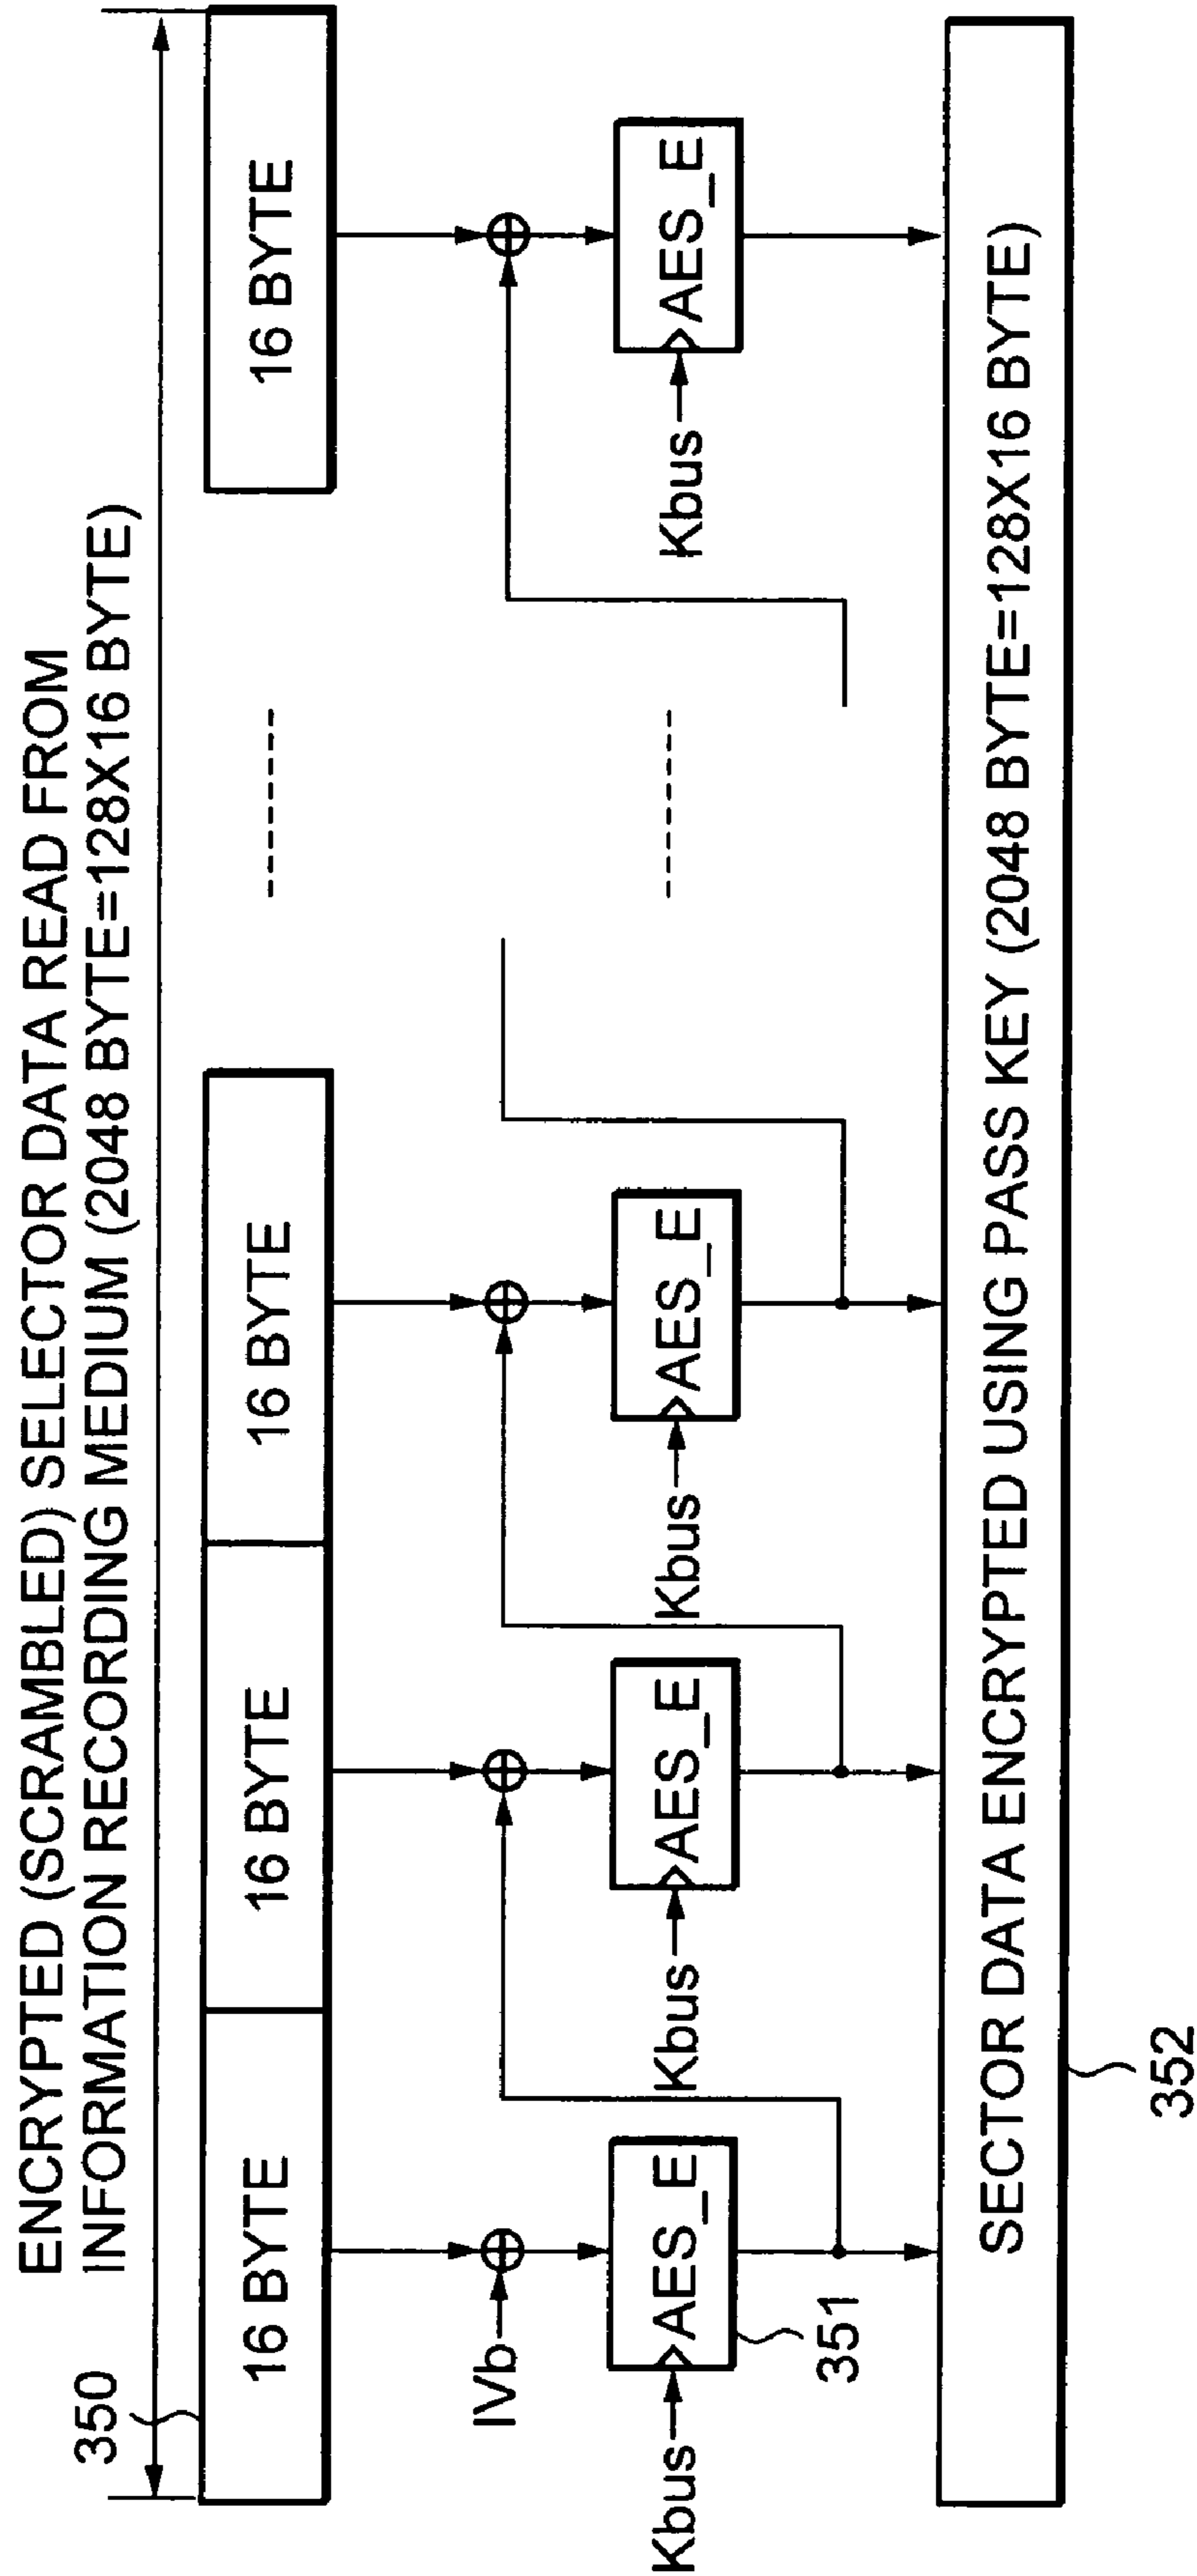 ENCRYPTED (SCRAMBLED) SELECTOR DATA READ FROM
INFORMATION RECORDING MEDIUM (2048 BYTE=128X16 BYTE)
350
16 BYTE
16 BYTE
16 BYTE
16 BYTE
IVb
Kbus
AES_E
Kbus
AES_E
Kbus
AES_E
Kbus
AES_E
351
SECTOR DATA ENCRYPTED USING PASS KEY (2048 BYTE=128X16 BYTE)
352